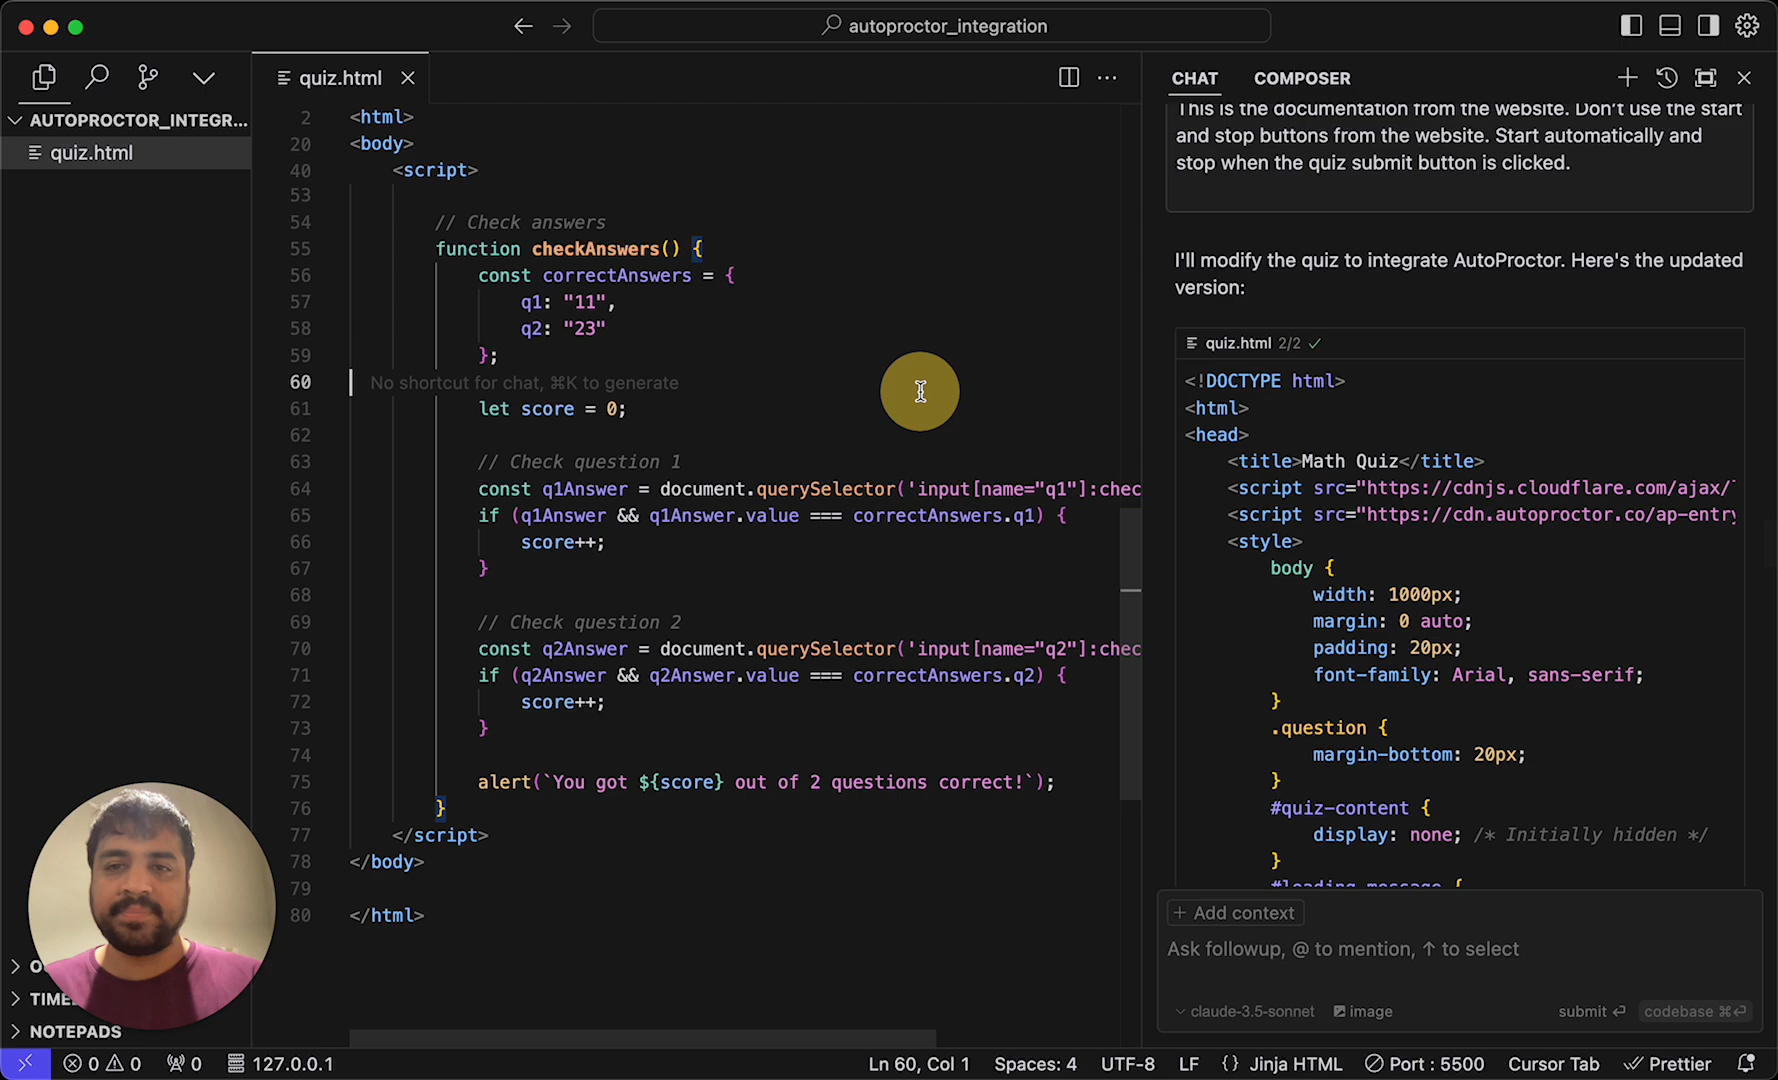 autoproctor_integration
quiz.html
AUTOPROCTOR_INTEGR...
quiz.html
2 <html>
20 <body>
40 <script>
53
54 // Check answers
55 function checkAnswers() {
56 const correctAnswers = {
57 q1: "11",
58 q2: "23"
59 };
60 No shortcut for chat, ⌘K to generate
61 let score = 0;
62
63 // Check question 1
64 const q1Answer = document.querySelector('input[name="q1"]:chec
65 if (q1Answer && q1Answer.value === correctAnswers.q1) {
66 score++;
67 }
68
69 // Check question 2
70 const q2Answer = document.querySelector('input[name="q2"]:chec
71 if (q2Answer && q2Answer.value === correctAnswers.q2) {
72 score++;
73 }
74
75 alert(`You got ${score} out of 2 questions correct!`);
76 }
77 </script>
78 </body>
79
80 </html>
TIME
NOTEPADS
CHAT COMPOSER
This is the documentation from the website. Don't use the start
and stop buttons from the website. Start automatically and
stop when the quiz submit button is clicked.
I'll modify the quiz to integrate AutoProctor. Here's the updated
version:
quiz.html 2/2 ✓
<!DOCTYPE html>
<html>
<head>
<title>Math Quiz</title>
<script src="https://cdnjs.cloudflare.com/ajax/
<script src="https://cdn.autoproctor.co/ap-entry
<style>
body {
width: 1000px;
margin: 0 auto;
padding: 20px;
font-family: Arial, sans-serif;
}
.question {
margin-bottom: 20px;
}
#quiz-content {
display: none; /* Initially hidden */
}
#loading-message {
+ Add context
Ask followup, @ to mention, ↑ to select
claude-3.5-sonnet image submit ⏎ codebase ⌘⏎
0 0 0 127.0.0.1 Ln 60, Col 1 Spaces: 4 UTF-8 LF {} Jinja HTML Port : 5500 Cursor Tab Prettier